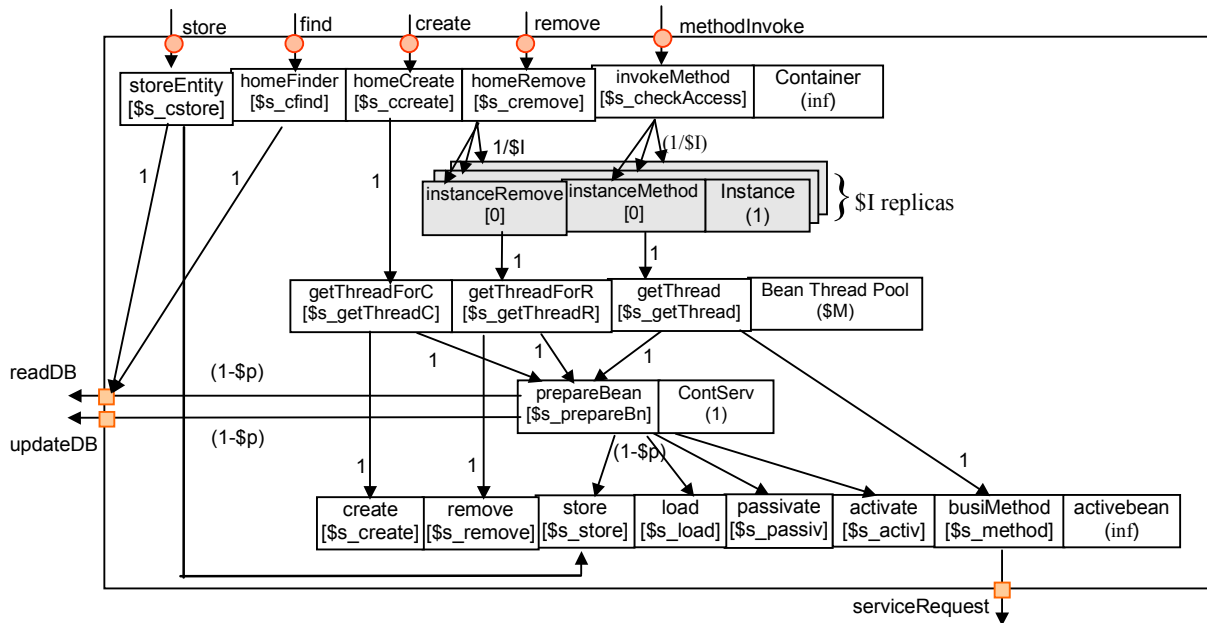 store
find
create
remove
methodInvoke
storeEntity
[$s_cstore]
homeFinder
[$s_cfind]
homeCreate
[$s_ccreate]
homeRemove
[$s_cremove]
invokeMethod
[$s_checkAccess]
Container
(inf)
1/$I
(1/$I)
1
1
1
instanceRemove
[0]
instanceMethod
[0]
Instance
(1)
$I replicas
1
1
getThreadForC
[$s_getThreadC]
getThreadForR
[$s_getThreadR]
getThread
[$s_getThread]
Bean Thread Pool
($M)
1
1
1
readDB
(1-$p)
prepareBean
[$s_prepareBn]
ContServ
(1)
updateDB
(1-$p)
(1-$p)
1
1
1
create
[$s_create]
remove
[$s_remove]
store
[$s_store]
load
[$s_load]
passivate
[$s_passiv]
activate
[$s_activ]
busiMethod
[$s_method]
activebean
(inf)
serviceRequest